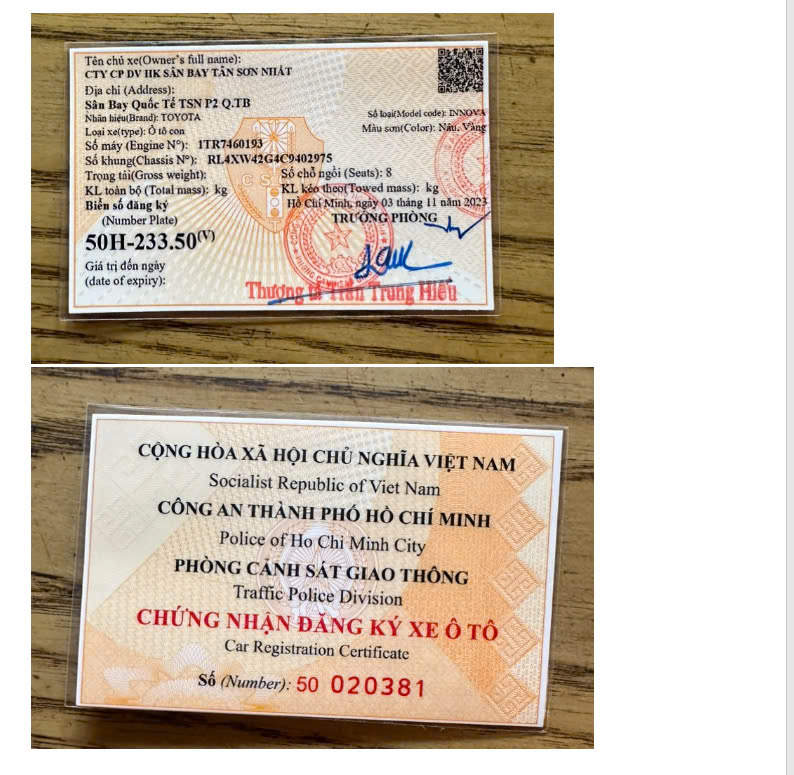 Tên chủ xe(Owner's full name):
CTY CP DV HK SÂN BAY TÂN SƠN NHẤT
Địa chỉ (Address):
Sân Bay Quốc Tế TSN P2 Q.TB
Nhãn hiệu(Brand): TOYOTA
Số loại(Model code): INNOVA
Loại xe(type): Ô tô con
Màu sơn(Color): Nâu, Vàng
Số máy (Engine N°): 1TR7460193
Số khung(Chassis N°): RL4XW42G4C9402975
Trọng tải(Gross weight):
Số chỗ ngồi (Seats): 8
KL toàn bộ (Total mass): kg
KL kéo theo(Towed mass): kg
Biển số đăng ký
Hồ Chí Minh, ngày 03 tháng 11 năm 2023
(Number Plate)
TRƯỞNG PHÒNG
50H-233.50(V)
Giá trị đến ngày
(date of expiry):
Thượng tá Trần Trung Hiếu
CỘNG HÒA XÃ HỘI CHỦ NGHĨA VIỆT NAM
Socialist Republic of Viet Nam
CÔNG AN THÀNH PHỐ HỒ CHÍ MINH
Police of Ho Chi Minh City
PHÒNG CẢNH SÁT GIAO THÔNG
Traffic Police Division
CHỨNG NHẬN ĐĂNG KÝ XE Ô TÔ
Car Registration Certificate
Số (Number): 50 020381